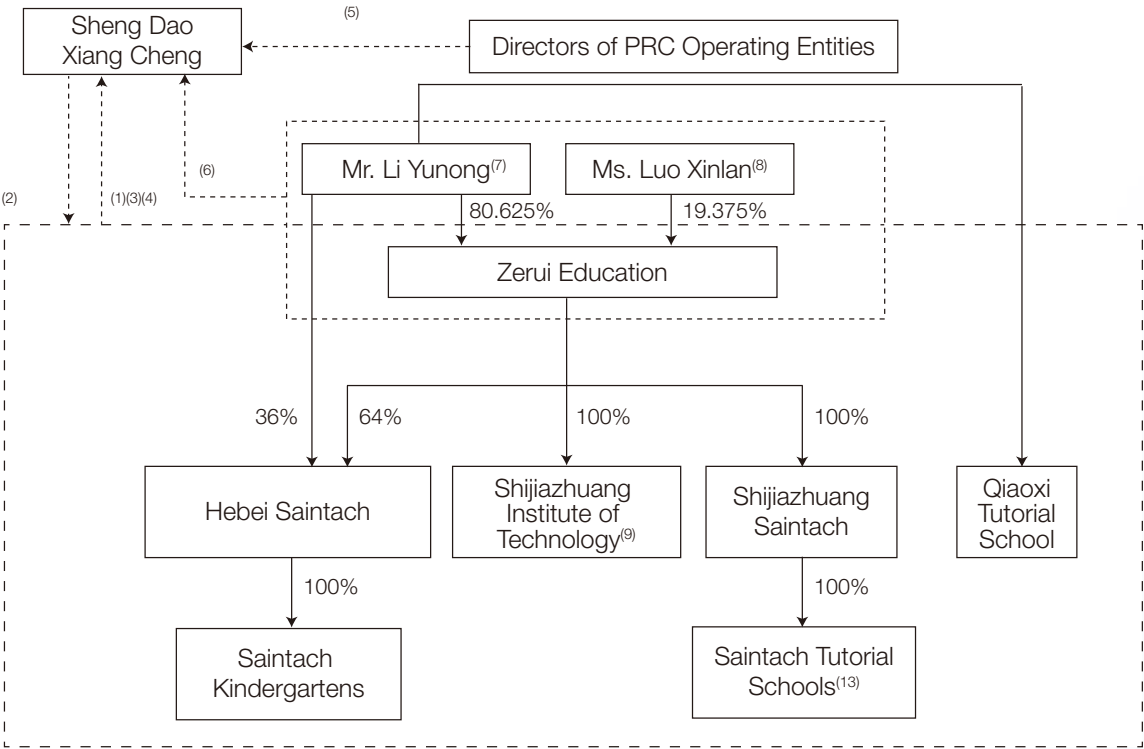 Sheng Dao
Xiang Cheng
(5)
Directors of PRC Operating Entities
(6)
Mr. Li Yunong(7)
Ms. Luo Xinlan(8)
(2)
(1)(3)(4)
80.625%
19.375%
Zerui Education
36%
64%
100%
100%
Hebei Saintach
Shijiazhuang
Institute of
Technology(9)
Shijiazhuang
Saintach
Qiaoxi
Tutorial
School
100%
100%
Saintach
Kindergartens
Saintach Tutorial
Schools(13)